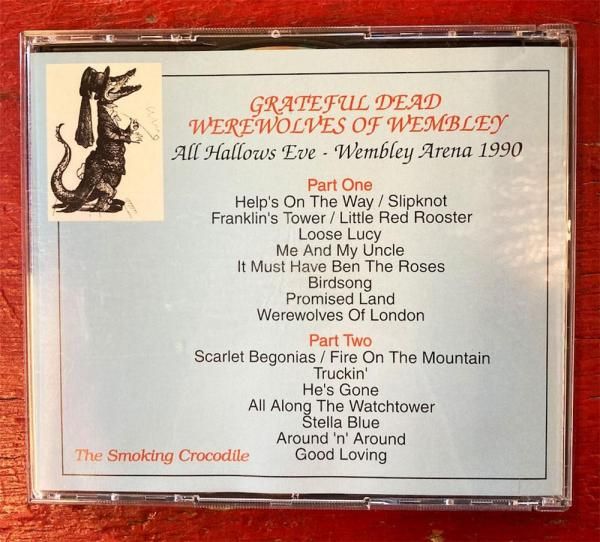 GRATEFUL DEAD
WEREWOLVES OF WEMBLEY
All Hallows Eve - Wembley Arena 1990
Part One
Help's On The Way / Slipknot
Franklin's Tower / Little Red Rooster
Loose Lucy
Me And My Uncle
It Must Have Ben The Roses
Birdsong
Promised Land
Werewolves Of London
Part Two
Scarlet Begonias / Fire On The Mountain
Truckin'
He's Gone
All Along The Watchtower
Stella Blue
Around 'n' Around
Good Loving
The Smoking Crocodile